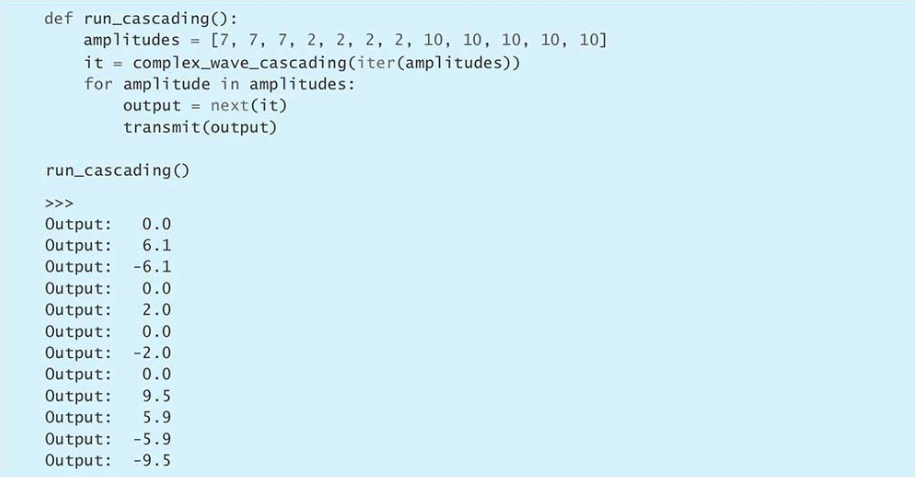 def run_cascading():
    amplitudes = [7, 7, 7, 2, 2, 2, 2, 10, 10, 10, 10, 10]
    it = complex_wave_cascading(iter(amplitudes))
    for amplitude in amplitudes:
        output = next(it)
        transmit(output)

run_cascading()
>>>
Output:   0.0
Output:   6.1
Output:  -6.1
Output:   0.0
Output:   2.0
Output:   0.0
Output:  -2.0
Output:   0.0
Output:   9.5
Output:   5.9
Output:  -5.9
Output:  -9.5